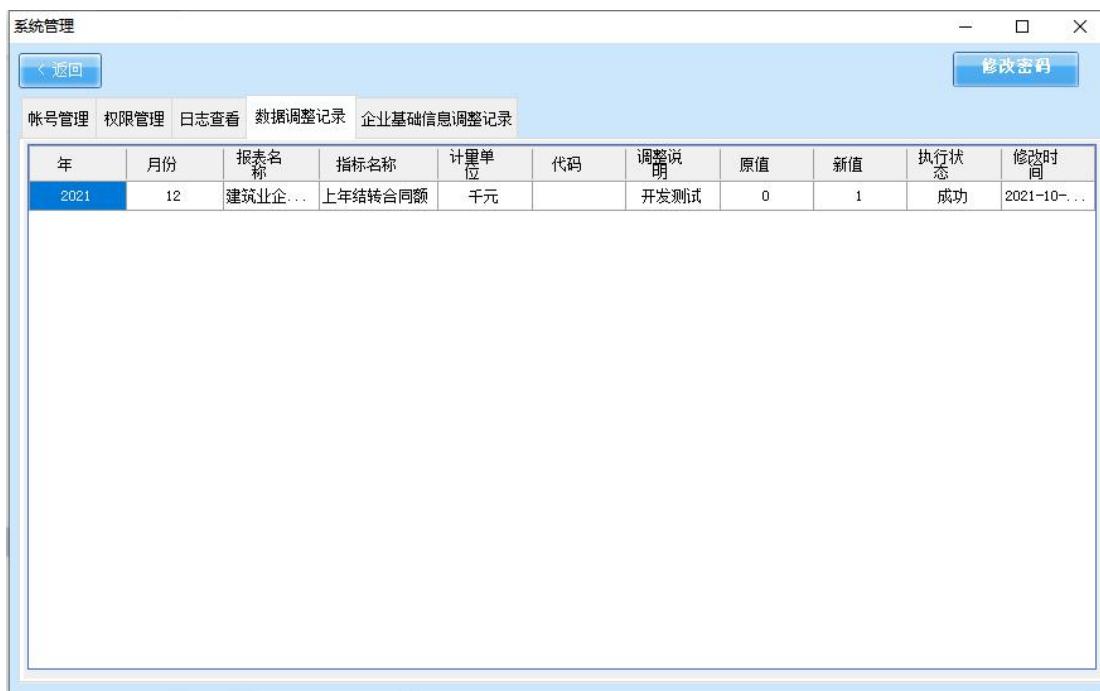 系统管理
< 返回
修改密码
帐号管理 权限管理 日志查看 数据调整记录 企业基础信息调整记录
年 月份 报表名称 指标名称 计量单位 代码 调整说明 原值 新值 执行状态 修改时间
2021 12 建筑业企... 上年结转合同额 千元 开发测试 0 1 成功 2021-10-...